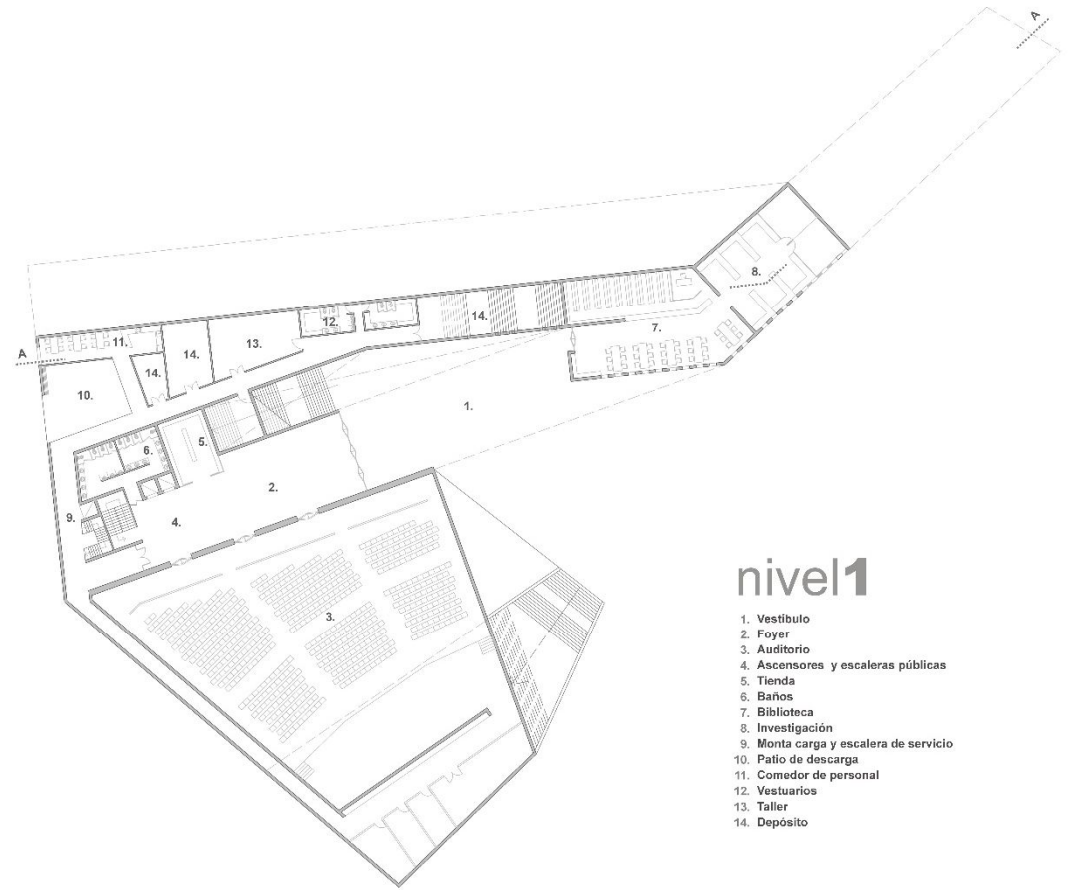 A
A
8.
7.
14.
12.
13.
11.
14.
14.
10.
1.
5.
6.
2.
4.
9.
3.
nivel1
1. Vestíbulo
2. Foyer
3. Auditorio
4. Ascensores y escaleras públicas
5. Tienda
6. Baños
7. Biblioteca
8. Investigación
9. Monta carga y escalera de servicio
10. Patio de descarga
11. Comedor de personal
12. Vestuarios
13. Taller
14. Depósito